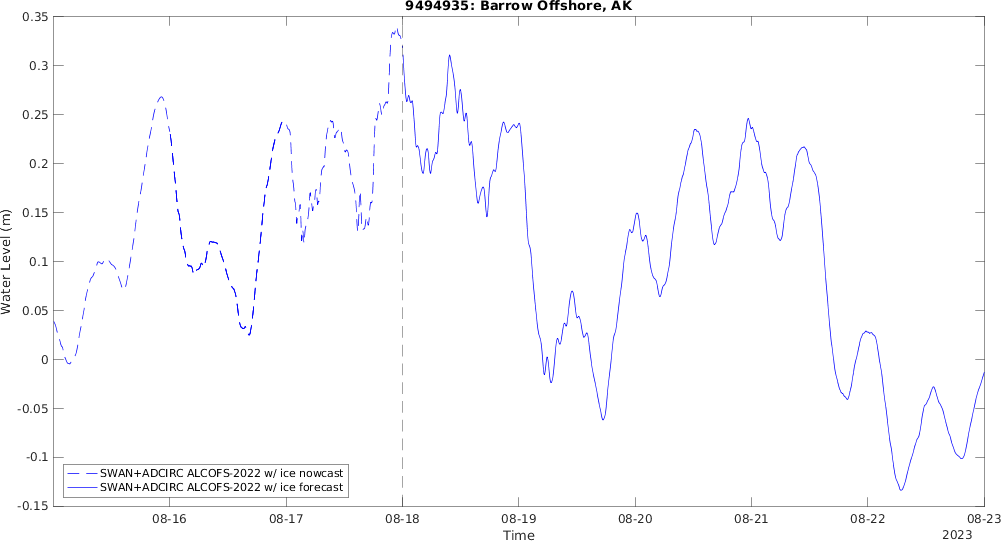 9494935: Barrow Offshore, AK
0.35
0.3
0.25
0.2
0.15
0.1
0.05
0
-0.05
-0.1
-0.15
Water Level (m)
SWAN+ADCIRC ALCOFS-2022 w/ ice nowcast
SWAN+ADCIRC ALCOFS-2022 w/ ice forecast
08-16 08-17 08-18 08-19 08-20 08-21 08-22 08-23
Time
2023